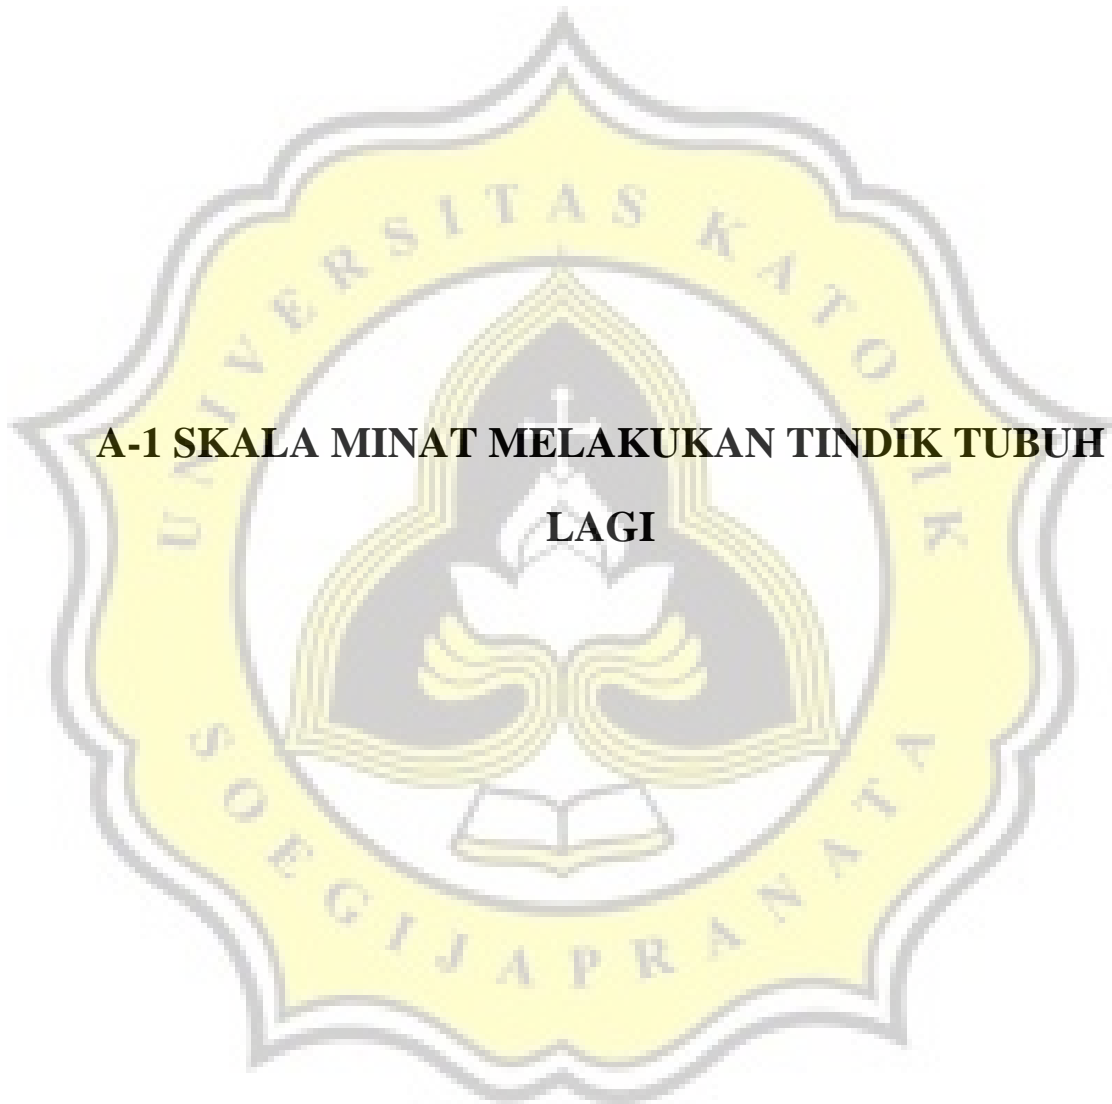 UNIVERSITAS KATOLIK
A-1 SKALA MINAT MELAKUKAN TINDIK TUBUH
LAGI
SOEGIJAPRANATA